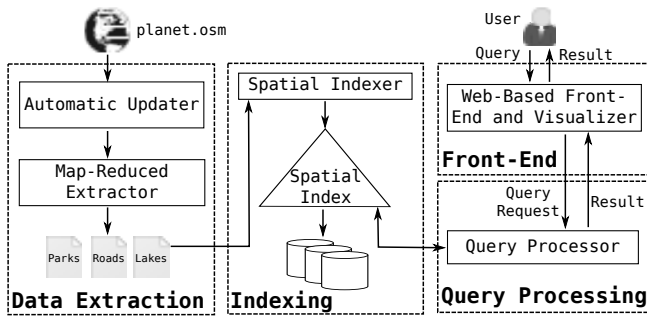 planet.osm
Automatic Updater
Map-Reduced
Extractor
Parks
Roads
Lakes
Data Extraction
Spatial Indexer
Spatial
Index
Indexing
User
Query
Result
Web-Based Front-
End and Visualizer
Front-End
Query
Request
Result
Query Processor
Query Processing